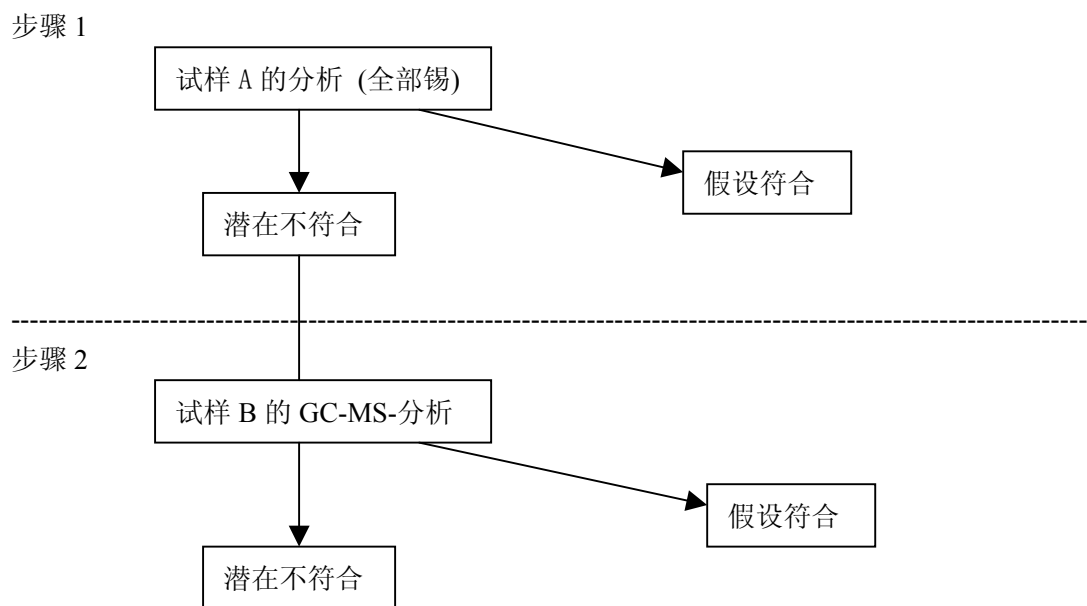 步骤 1
试样 A 的分析 (全部锡)
假设符合
潜在不符合
步骤 2
试样 B 的 GC-MS-分析
假设符合
潜在不符合